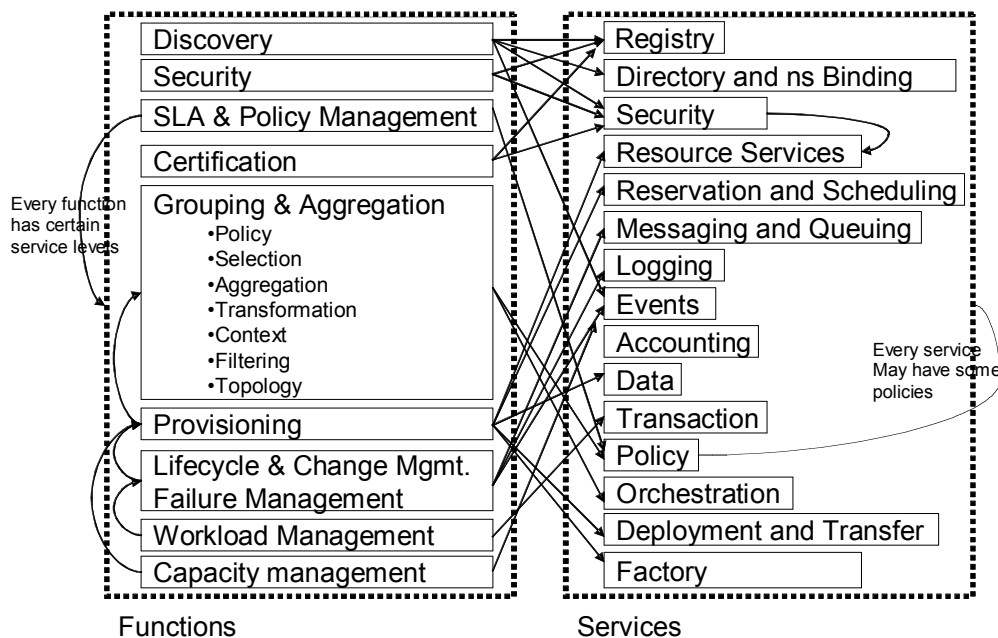 Discovery
Security
SLA & Policy Management
Certification
Grouping & Aggregation
•Policy
•Selection
•Aggregation
•Transformation
•Context
•Filtering
•Topology
Provisioning
Lifecycle & Change Mgmt.
Failure Management
Workload Management
Capacity management
Every function
has certain
service levels
Functions
Registry
Directory and ns Binding
Security
Resource Services
Reservation and Scheduling
Messaging and Queuing
Logging
Events
Accounting
Data
Transaction
Policy
Orchestration
Deployment and Transfer
Factory
Every service
May have some
policies
Services